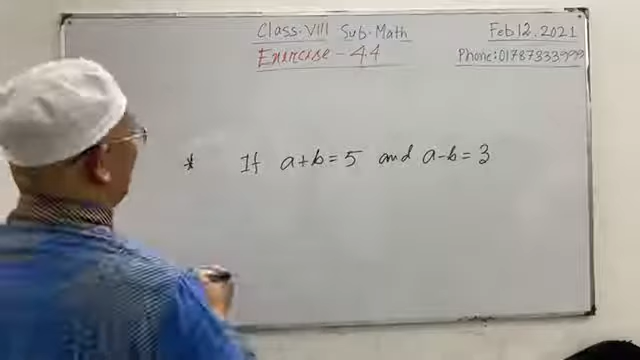 Class-VIII Sub-Math Feb 12, 2021
Exercise - 4.4 Phone: 01787333999
* If a+b=5 and a-b=3